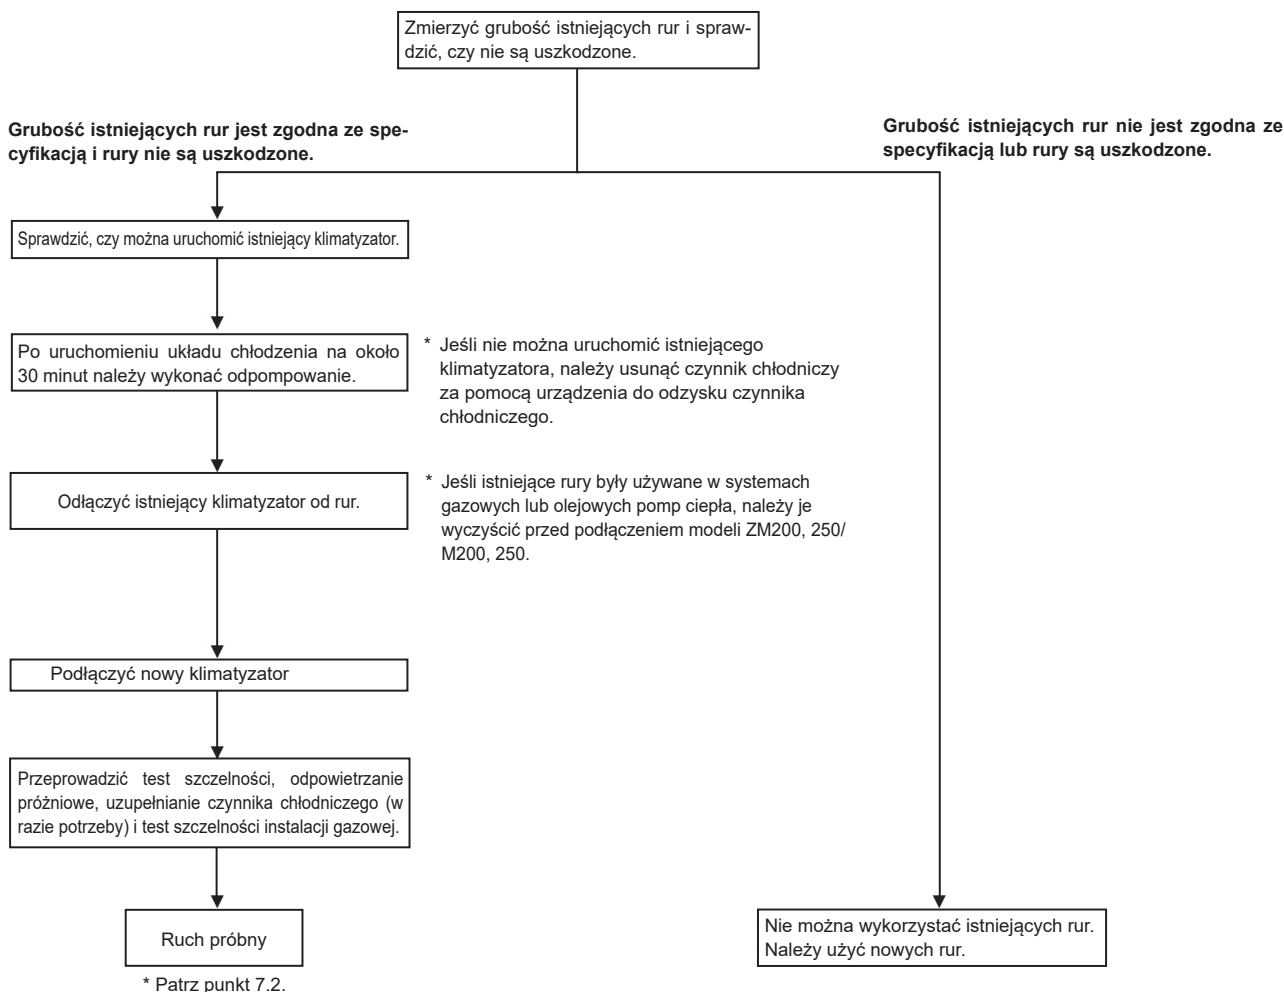 Zmierzyć grubość istniejących rur i spraw-
dzić, czy nie są uszkodzone.
Grubość istniejących rur jest zgodna ze spe-
cyfikacją i rury nie są uszkodzone.
Grubość istniejących rur nie jest zgodna ze
specyfikacją lub rury są uszkodzone.
Sprawdzić, czy można uruchomić istniejący klimatyzator.
Po uruchomieniu układu chłodzenia na około
30 minut należy wykonać odpompowanie.
* Jeśli nie można uruchomić istniejącego
klimatyzatora, należy usunąć czynnik chłodniczy
za pomocą urządzenia do odzysku czynnika
chłodniczego.
Odłączyć istniejący klimatyzator od rur.
* Jeśli istniejące rury były używane w systemach
gazowych lub olejowych pomp ciepła, należy je
wyczyścić przed podłączeniem modeli ZM200, 250/
M200, 250.
Podłączyć nowy klimatyzator
Przeprowadzić test szczelności, odpowietrzanie
próżniowe, uzupełnianie czynnika chłodniczego (w
razie potrzeby) i test szczelności instalacji gazowej.
Ruch próbny
* Patrz punkt 7.2.
Nie można wykorzystać istniejących rur.
Należy użyć nowych rur.